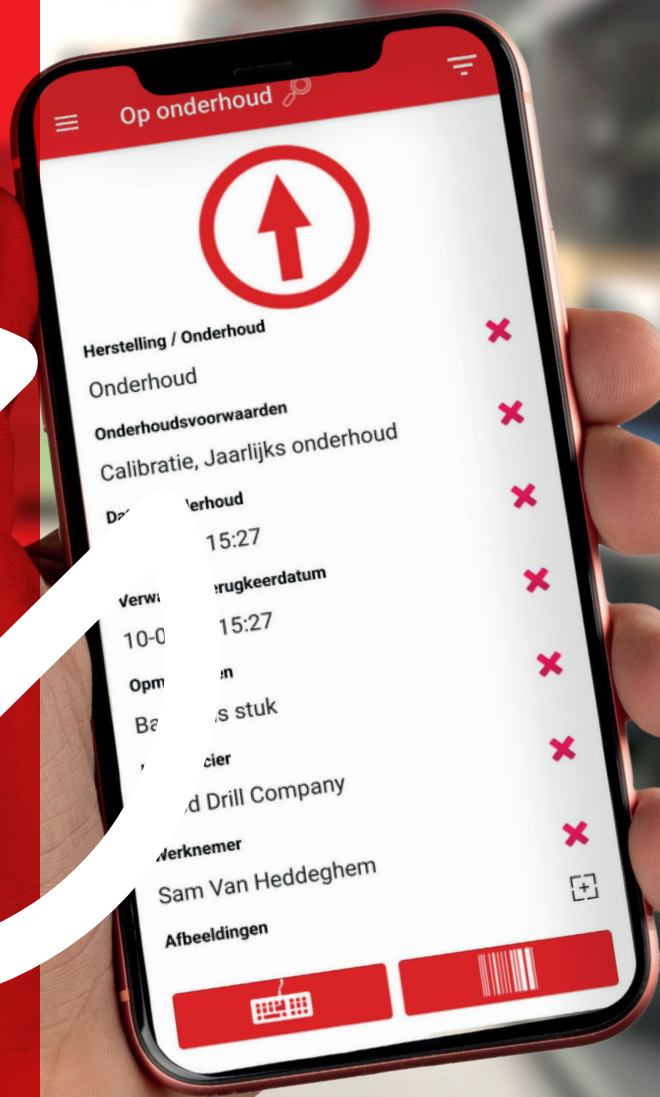 Op onderhoud
Herstelling / Onderhoud
Onderhoud
Onderhoudsvoorwaarden
Calibratie, Jaarlijks onderhoud
15:27
15:27
stuk
Drill Company
Werknemer
Sam Van Heddeghem
Afbeeldingen